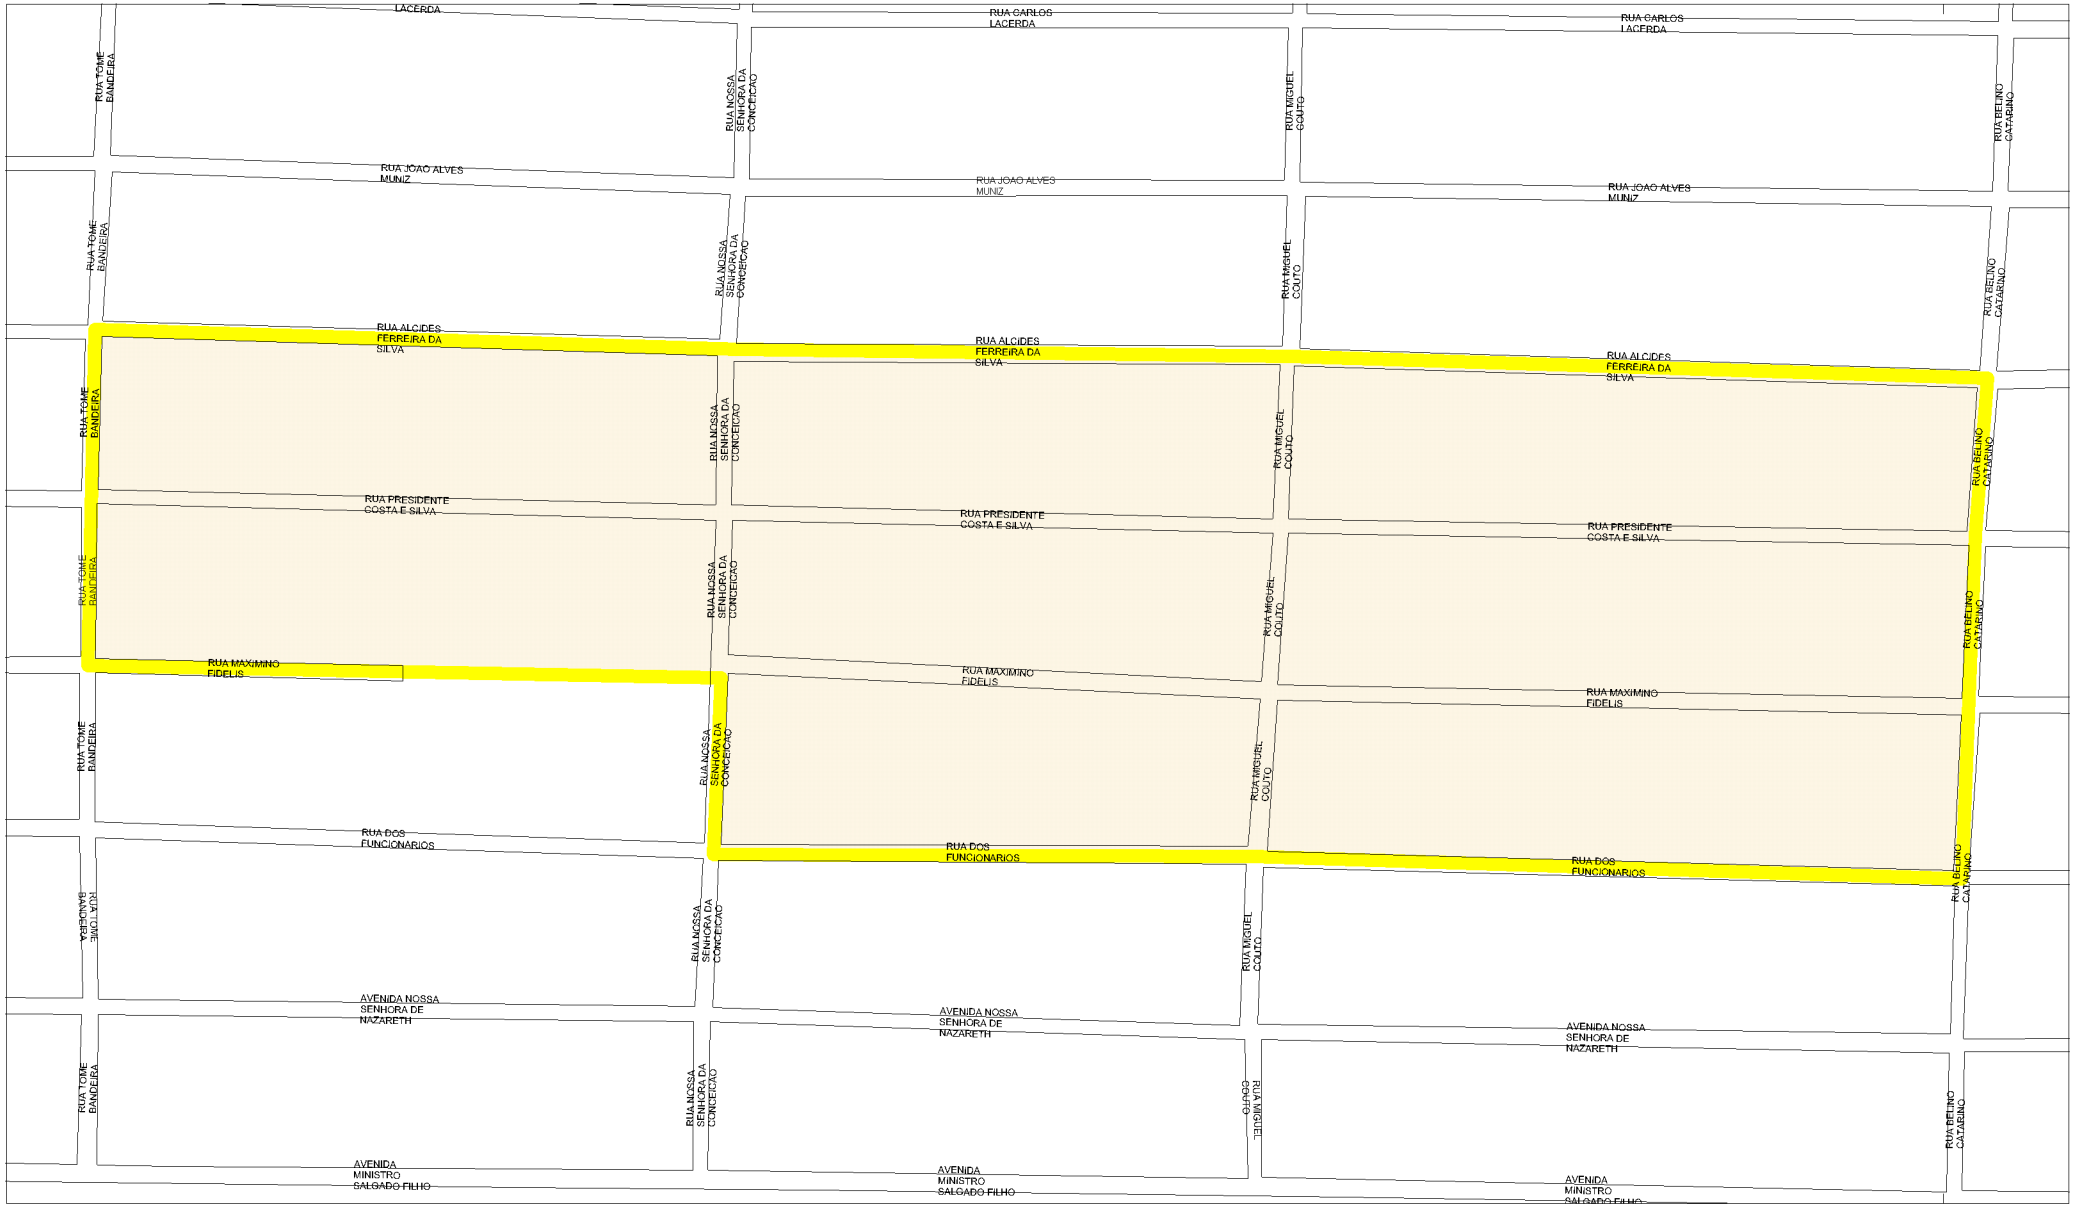 LACERDA
RUA CARLOS
LACERDA
RUA CARLOS
LACERDA
RUA TOME
BANDEIRA
RUA NOSSA
SENHORA DA
CONCEICAO
RUA MIGUEL
COUTO
RUA BELINO
CATARINO
RUA JOAO ALVES
MUNIZ
RUA JOAO ALVES
MUNIZ
RUA JOAO ALVES
MUNIZ
RUA TOME
BANDEIRA
RUA NOSSA
SENHORA DA
CONCEICAO
RUA MIGUEL
COUTO
RUA BELINO
CATARINO
RUA ALCIDES
FERREIRA DA
SILVA
RUA ALCIDES
FERREIRA DA
SILVA
RUA ALCIDES
FERREIRA DA
SILVA
RUA TOME
BANDEIRA
RUA NOSSA
SENHORA DA
CONCEICAO
RUA MIGUEL
COUTO
RUA BELINO
CATARINO
RUA PRESIDENTE
COSTA E SILVA
RUA PRESIDENTE
COSTA E SILVA
RUA PRESIDENTE
COSTA E SILVA
RUA TOME
BANDEIRA
RUA NOSSA
SENHORA DA
CONCEICAO
RUA MIGUEL
COUTO
RUA BELINO
CATARINO
RUA MAXIMINO
FIDELIS
RUA MAXIMINO
FIDELIS
RUA MAXIMINO
FIDELIS
RUA TOME
BANDEIRA
RUA NOSSA
SENHORA DA
CONCEICAO
RUA MIGUEL
COUTO
RUA DOS
FUNCIONARIOS
RUA DOS
FUNCIONARIOS
RUA DOS
FUNCIONARIOS
RUA BELINO
CATARINO
RUA TOME
BANDEIRA
RUA NOSSA
SENHORA DA
CONCEICAO
RUA MIGUEL
COUTO
AVENIDA NOSSA
SENHORA DE
NAZARETH
AVENIDA NOSSA
SENHORA DE
NAZARETH
AVENIDA NOSSA
SENHORA DE
NAZARETH
RUA TOME
BANDEIRA
RUA NOSSA
SENHORA DA
CONCEICAO
RUA MIGUEL
COUTO
RUA BELINO
CATARINO
AVENIDA
MINISTRO
SALGADO FILHO
AVENIDA
MINISTRO
SALGADO FILHO
AVENIDA
MINISTRO
SALGADO FILHO